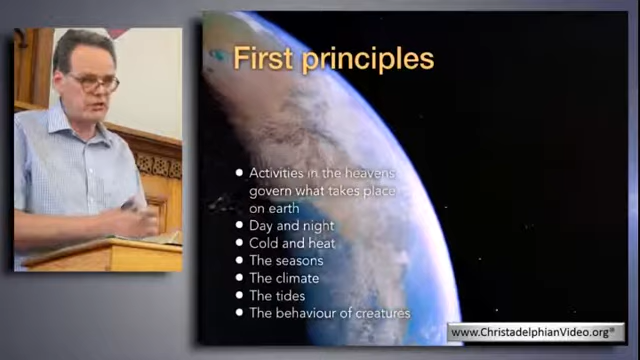 First principles
• Activities in the heavens
govern what takes place
on earth
• Day and night
• Cold and heat
• The seasons
• The climate
• The tides
• The behaviour of creatures
www.ChristadelphianVideo.org®